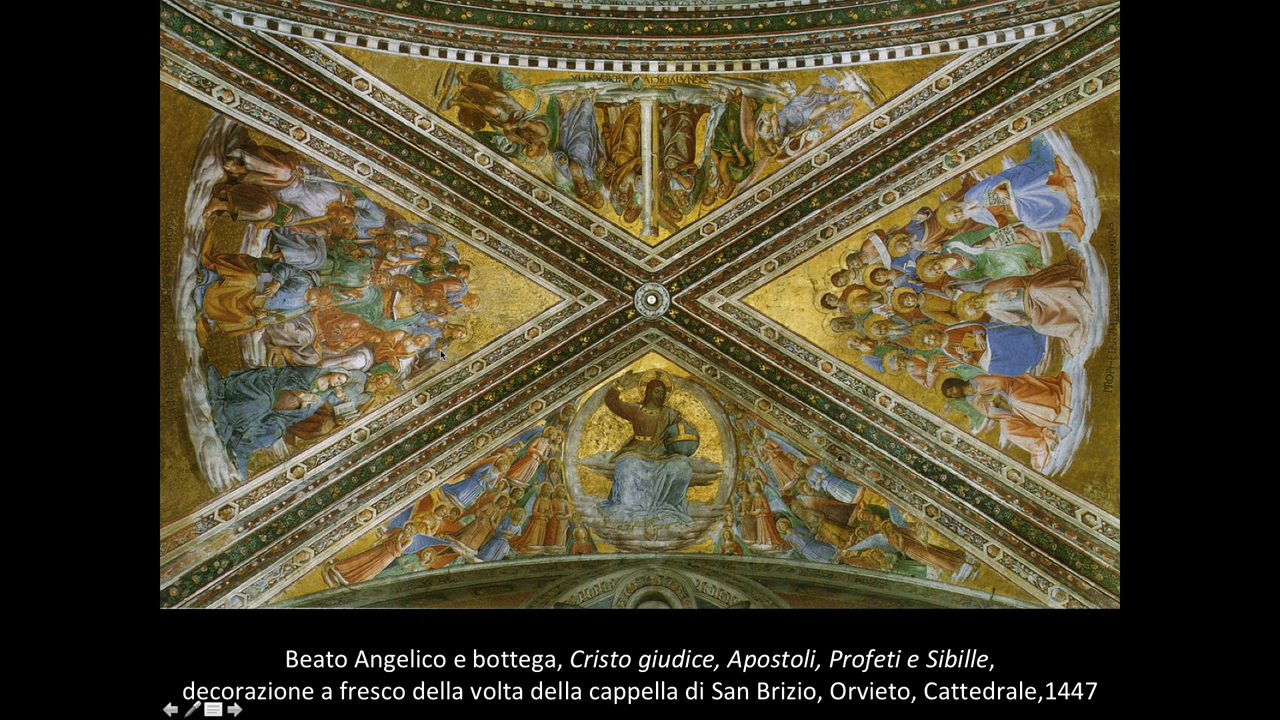 Beato Angelico e bottega, Cristo giudice, Apostoli, Profeti e Sibille,
decorazione a fresco della volta della cappella di San Brizio, Orvieto, Cattedrale,1447